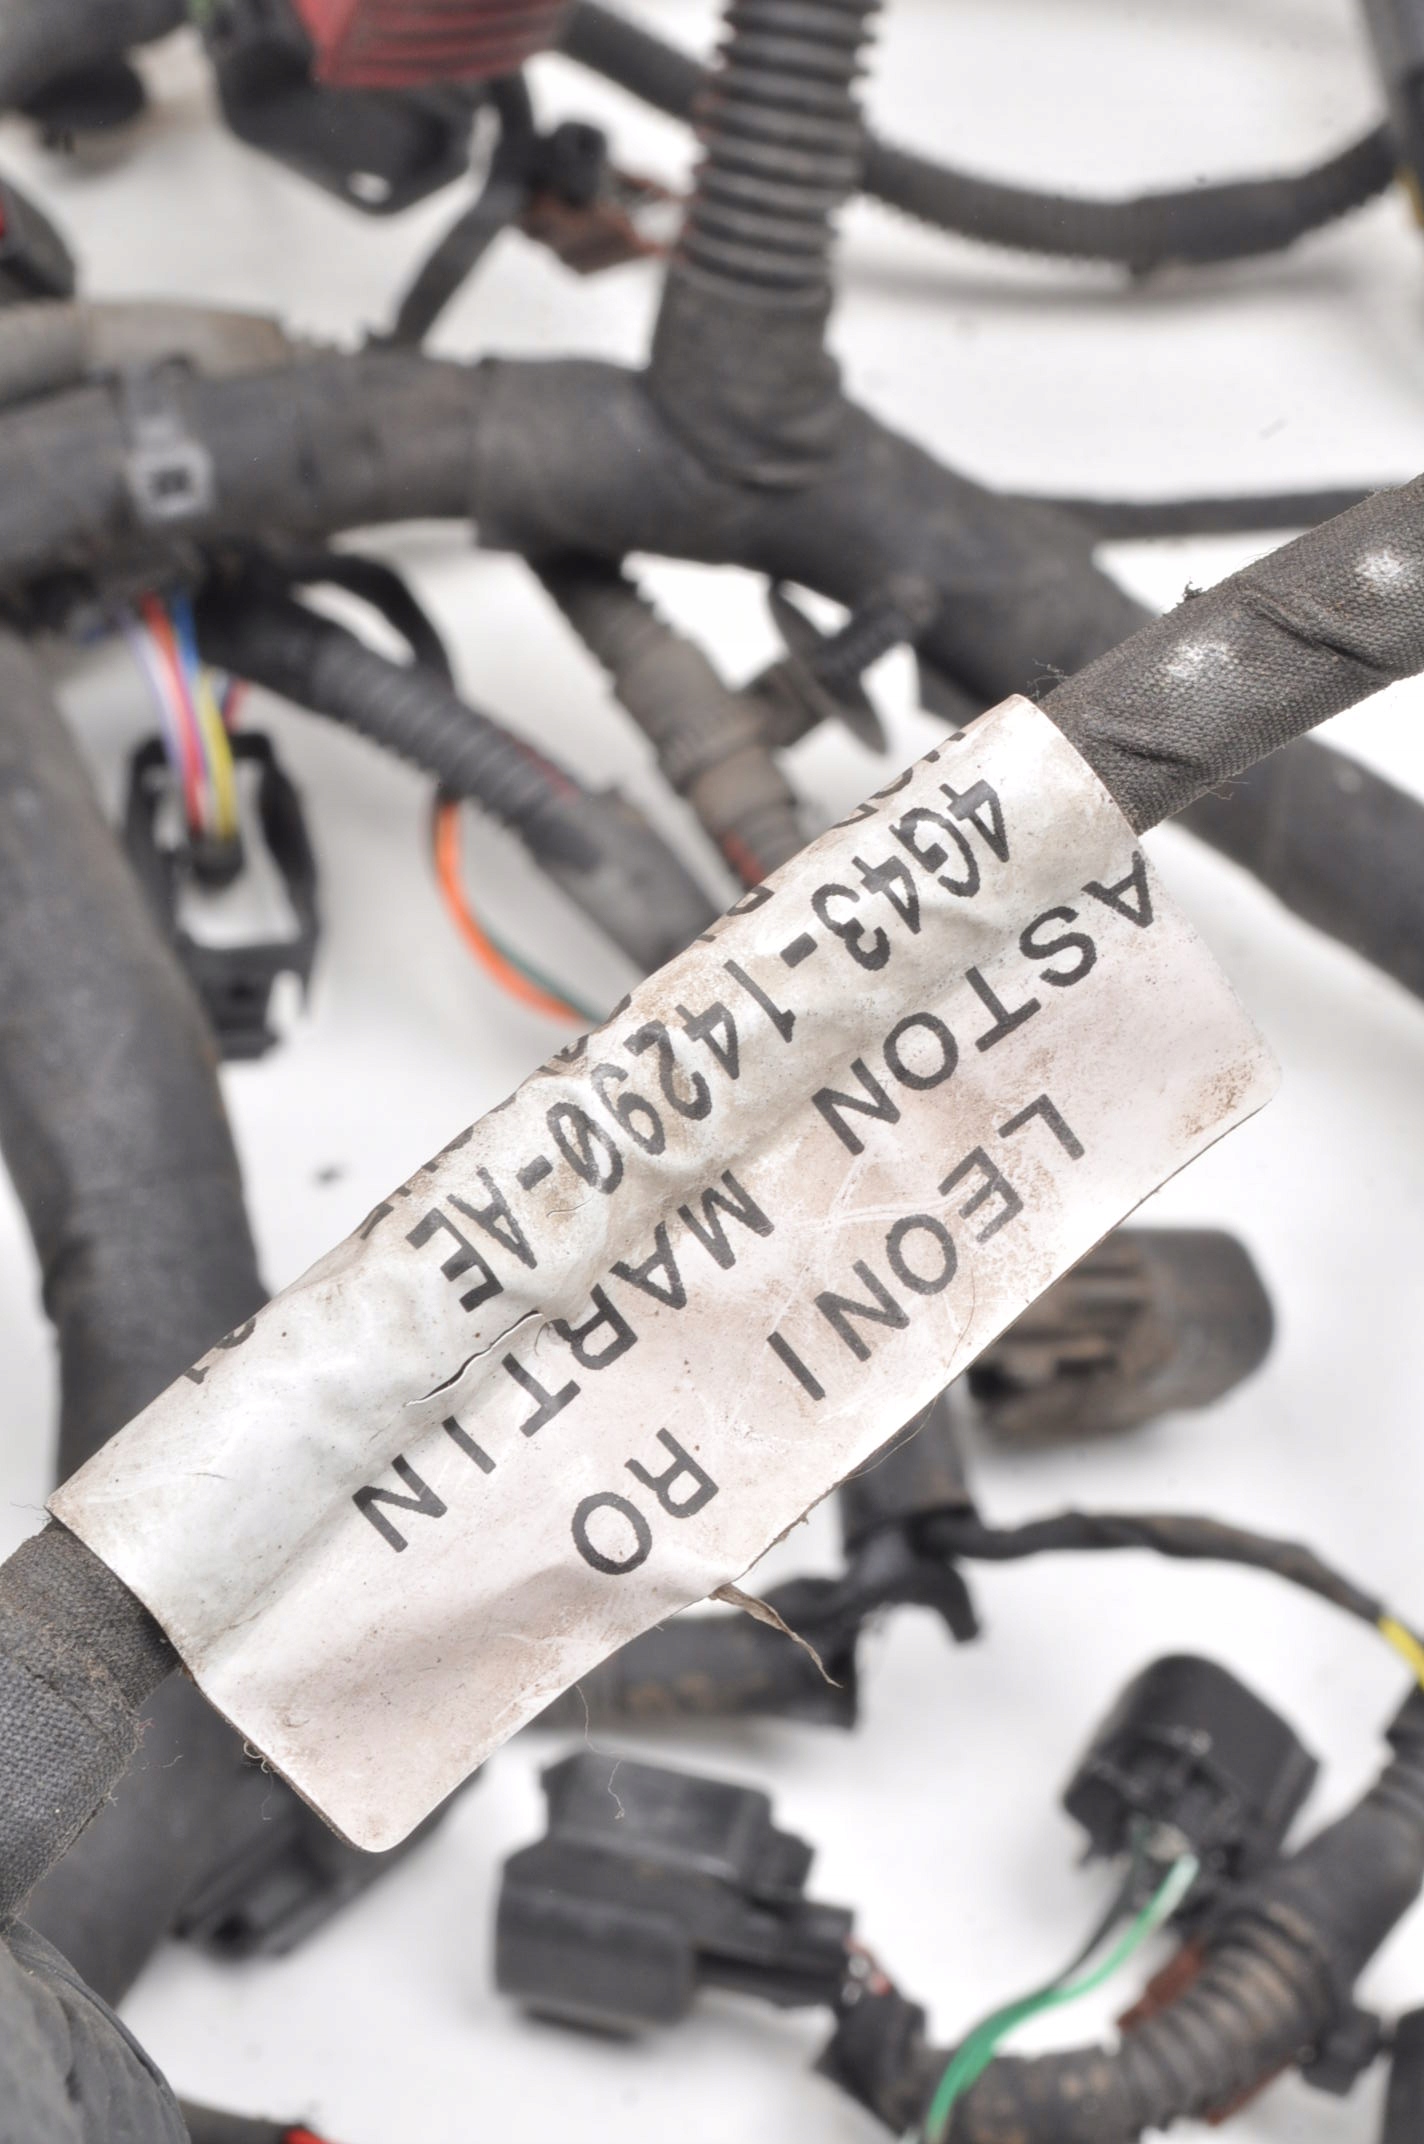 LEONI RO
ASTON MARTIN
4G43-14290-AE